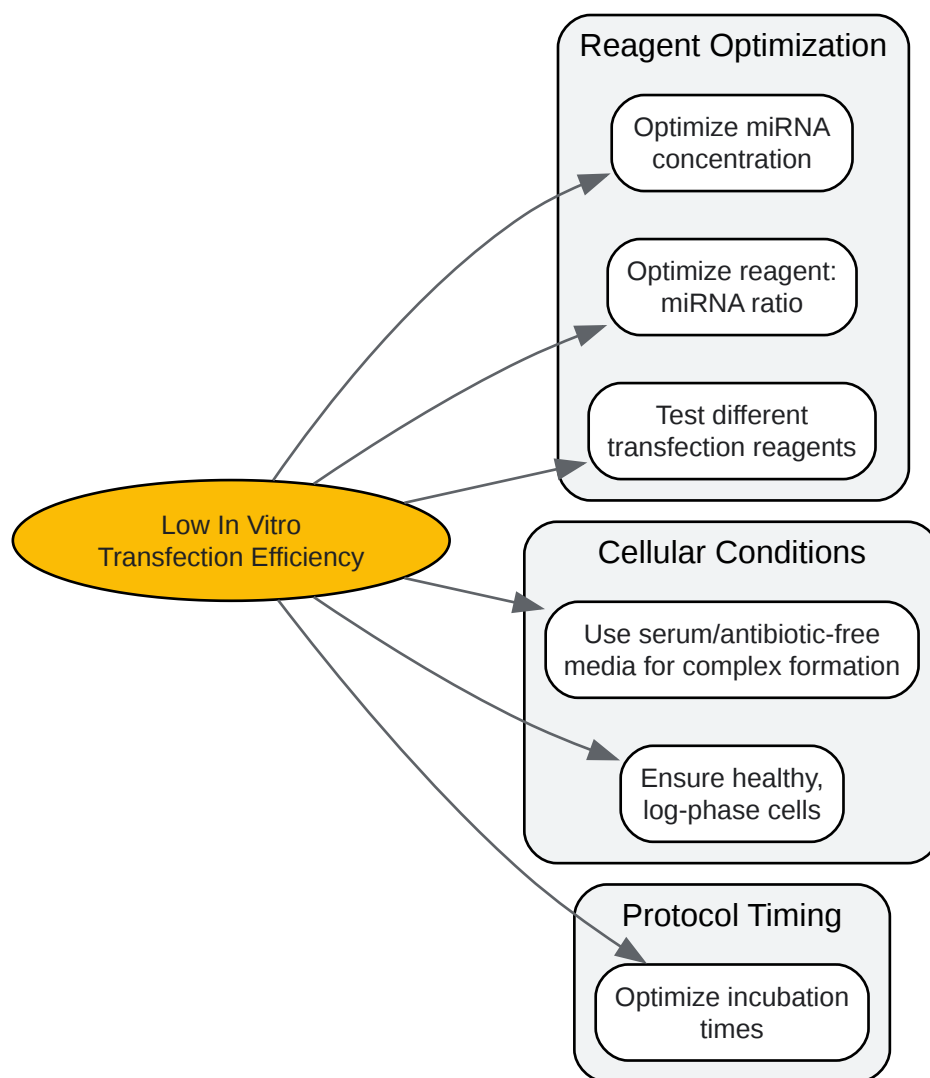 Reagent Optimization
Optimize miRNA
concentration
Optimize reagent:
miRNA ratio
Test different
transfection reagents
Low In Vitro
Transfection Efficiency
Cellular Conditions
Use serum/antibiotic-free
media for complex formation
Ensure healthy,
log-phase cells
Protocol Timing
Optimize incubation
times